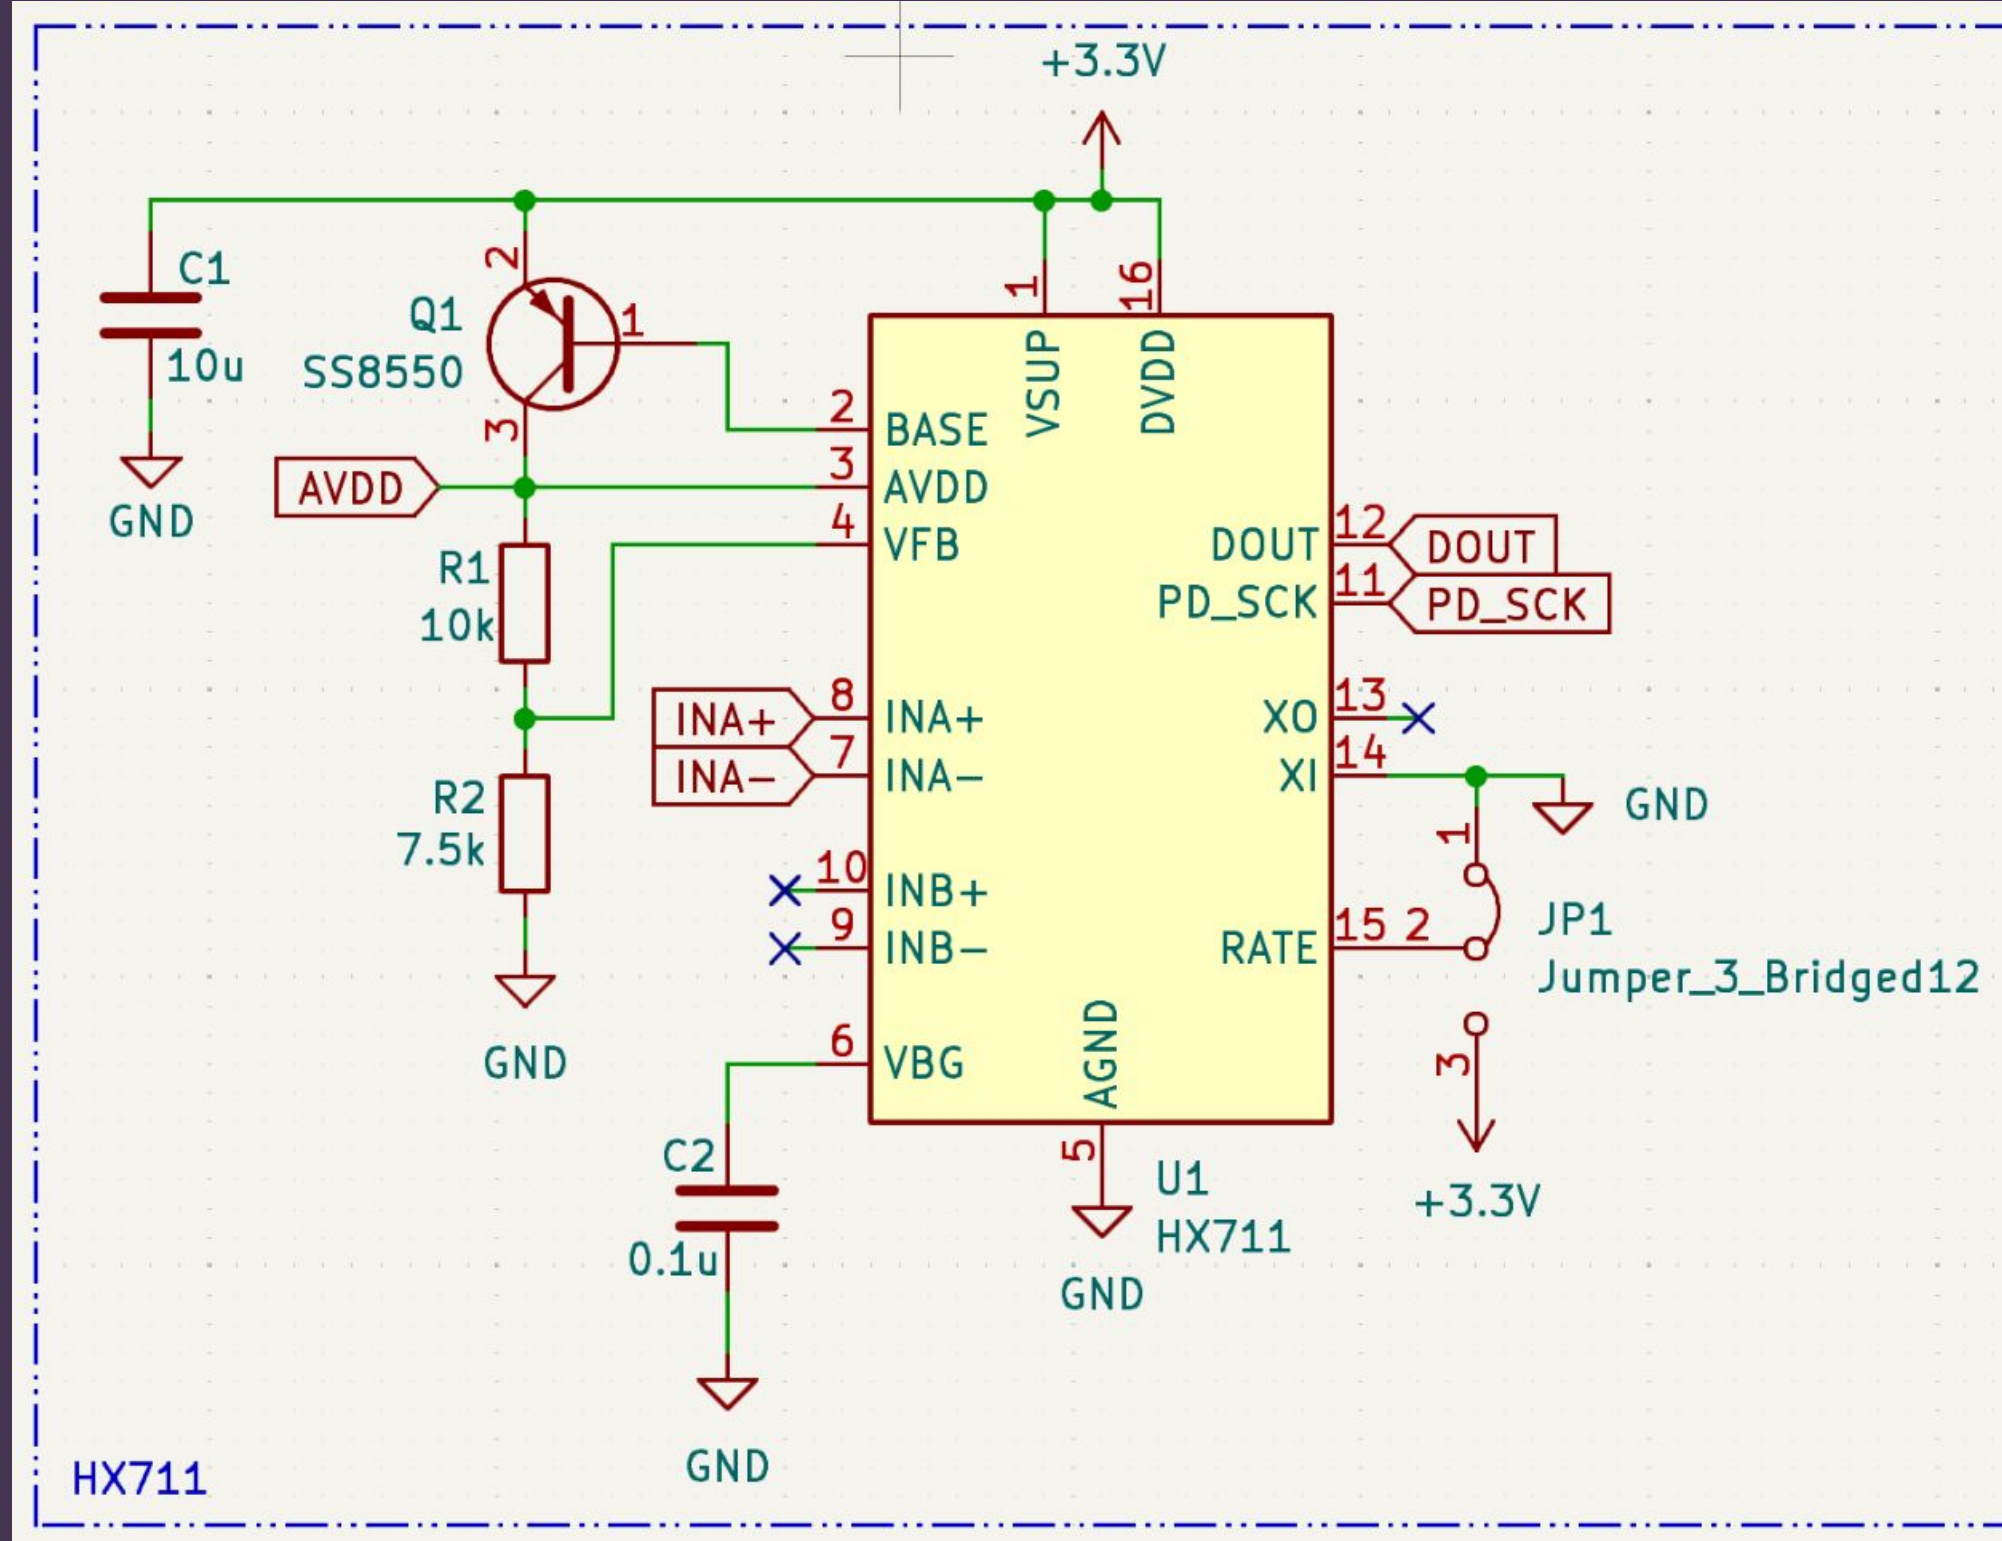 +3.3V
C1
10u
GND
2
Q1
SS8550
1
3
AVDD
R1
10k
R2
7.5k
GND
1
16
VSUP
DVDD
2
BASE
3
AVDD
4
VFB
INA+
8
INA+
INA-
7
INA-
10
INB+
9
INB-
6
VBG
C2
0.1u
GND
AGND
5
GND
U1
HX711
DOUT
12
DOUT
PD_SCK
11
PD_SCK
XO
13
XI
14
GND
1
RATE
15
2
JP1
Jumper_3_Bridged12
3
+3.3V
HX711